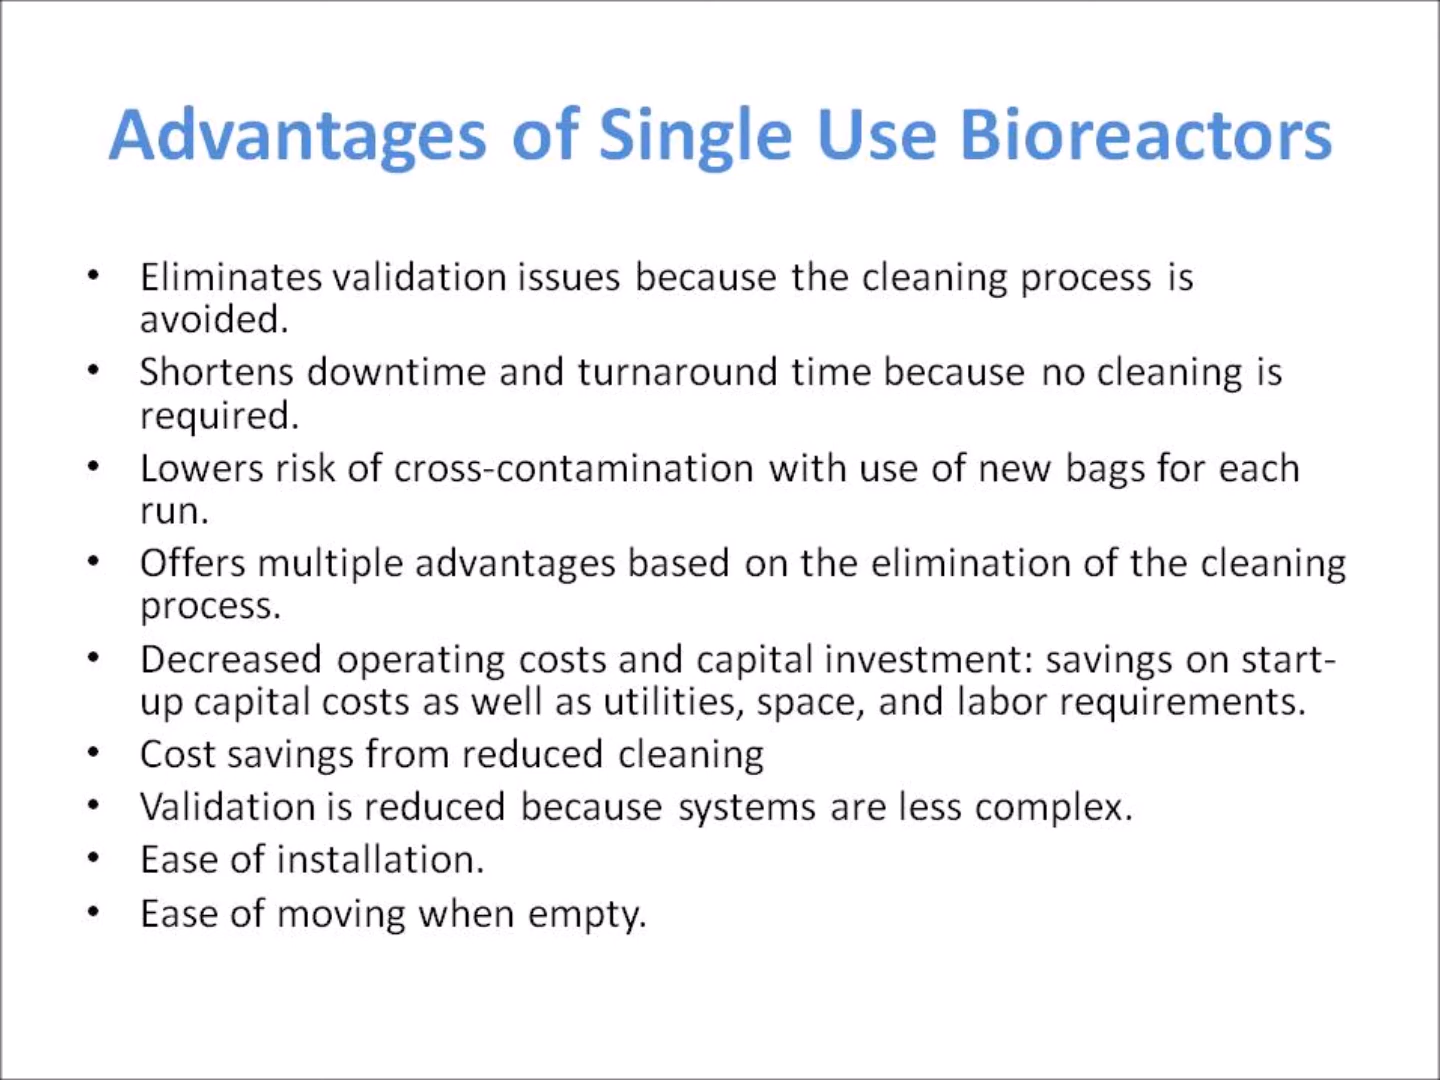 Advantages of Single Use Bioreactors
• Eliminates validation issues because the cleaning process is
avoided.
• Shortens downtime and turnaround time because no cleaning is
required.
• Lowers risk of cross-contamination with use of new bags for each
run.
• Offers multiple advantages based on the elimination of the cleaning
process.
• Decreased operating costs and capital investment: savings on start-
up capital costs as well as utilities, space, and labor requirements.
• Cost savings from reduced cleaning
• Validation is reduced because systems are less complex.
• Ease of installation.
• Ease of moving when empty.